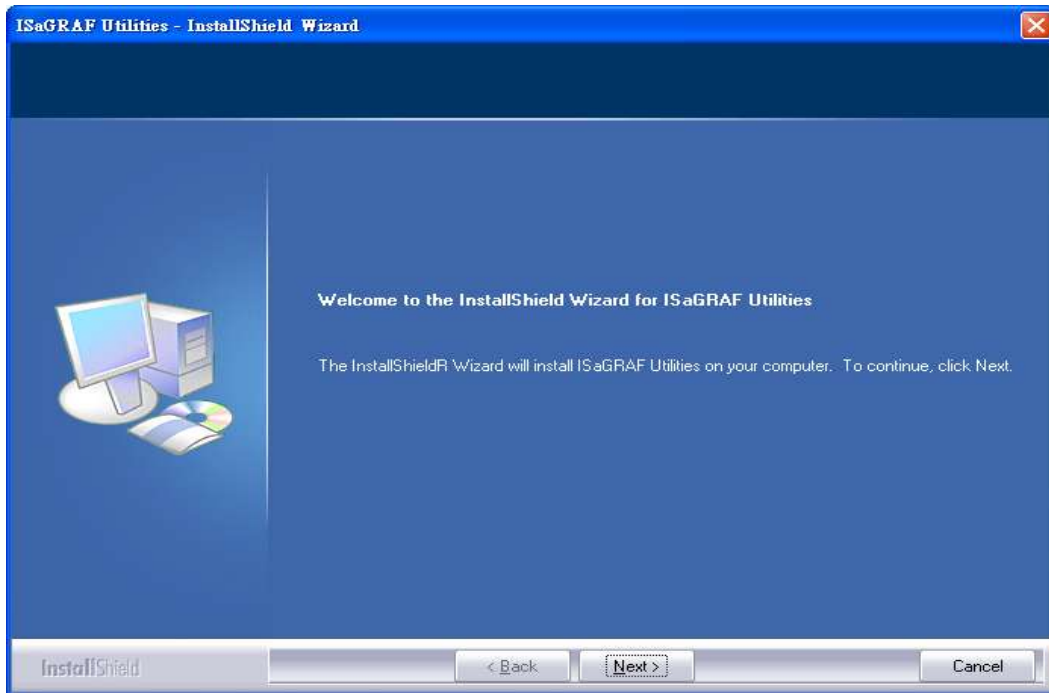 ISaGRAF Utilities - InstallShield Wizard
Welcome to the InstallShield Wizard for ISaGRAF Utilities
The InstallShieldR Wizard will install ISaGRAF Utilities on your computer. To continue, click Next.
InstallShield
< Back
Next >
Cancel